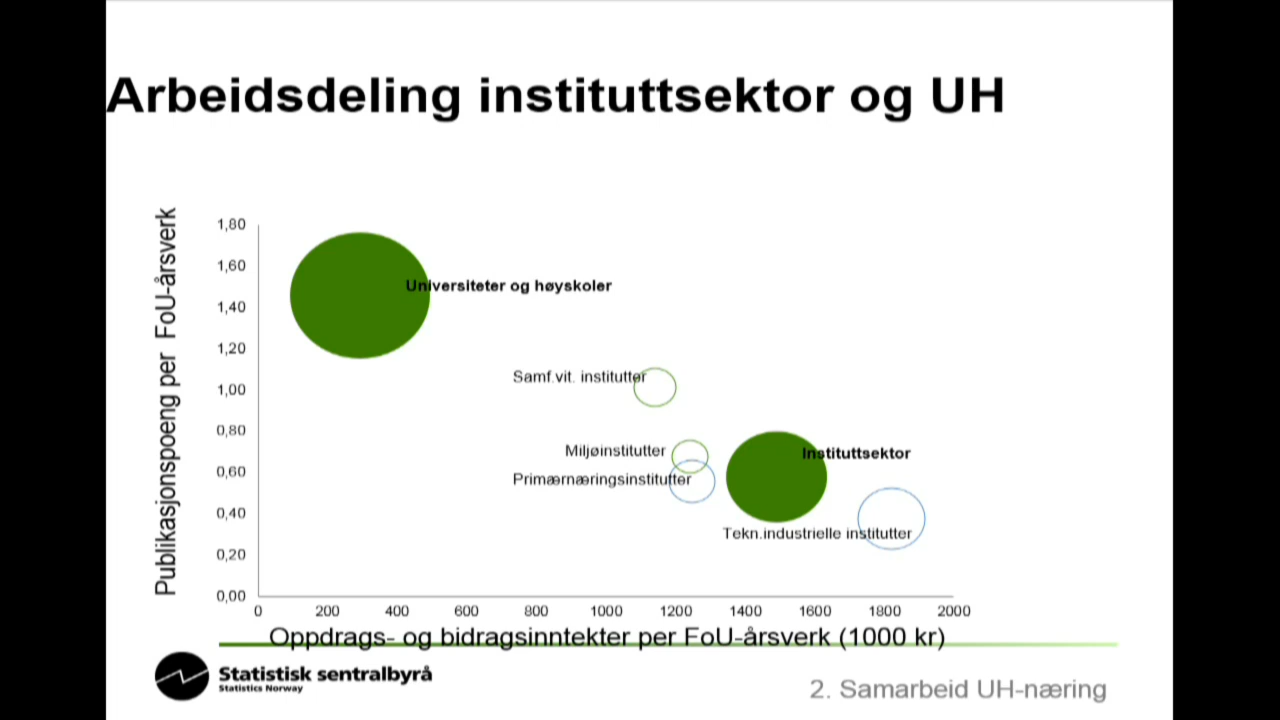 Arbeidsdeling instituttsektor og UH
Publikasjonspoeng per FoU-årsverk
1,80
1,60
1,40
1,20
1,00
0,80
0,60
0,40
0,20
0,00
Universiteter og høyskoler
Samf.vit. institutter
Miljøinstitutter
Instituttsektor
Primærnæringsinstitutter
Tekn.industrielle institutter
0 200 400 600 800 1000 1200 1400 1600 1800 2000
Oppdrags- og bidragsinntekter per FoU-årsverk (1000 kr)
Statistisk sentralbyrå
Statistics Norway
2. Samarbeid UH-næring